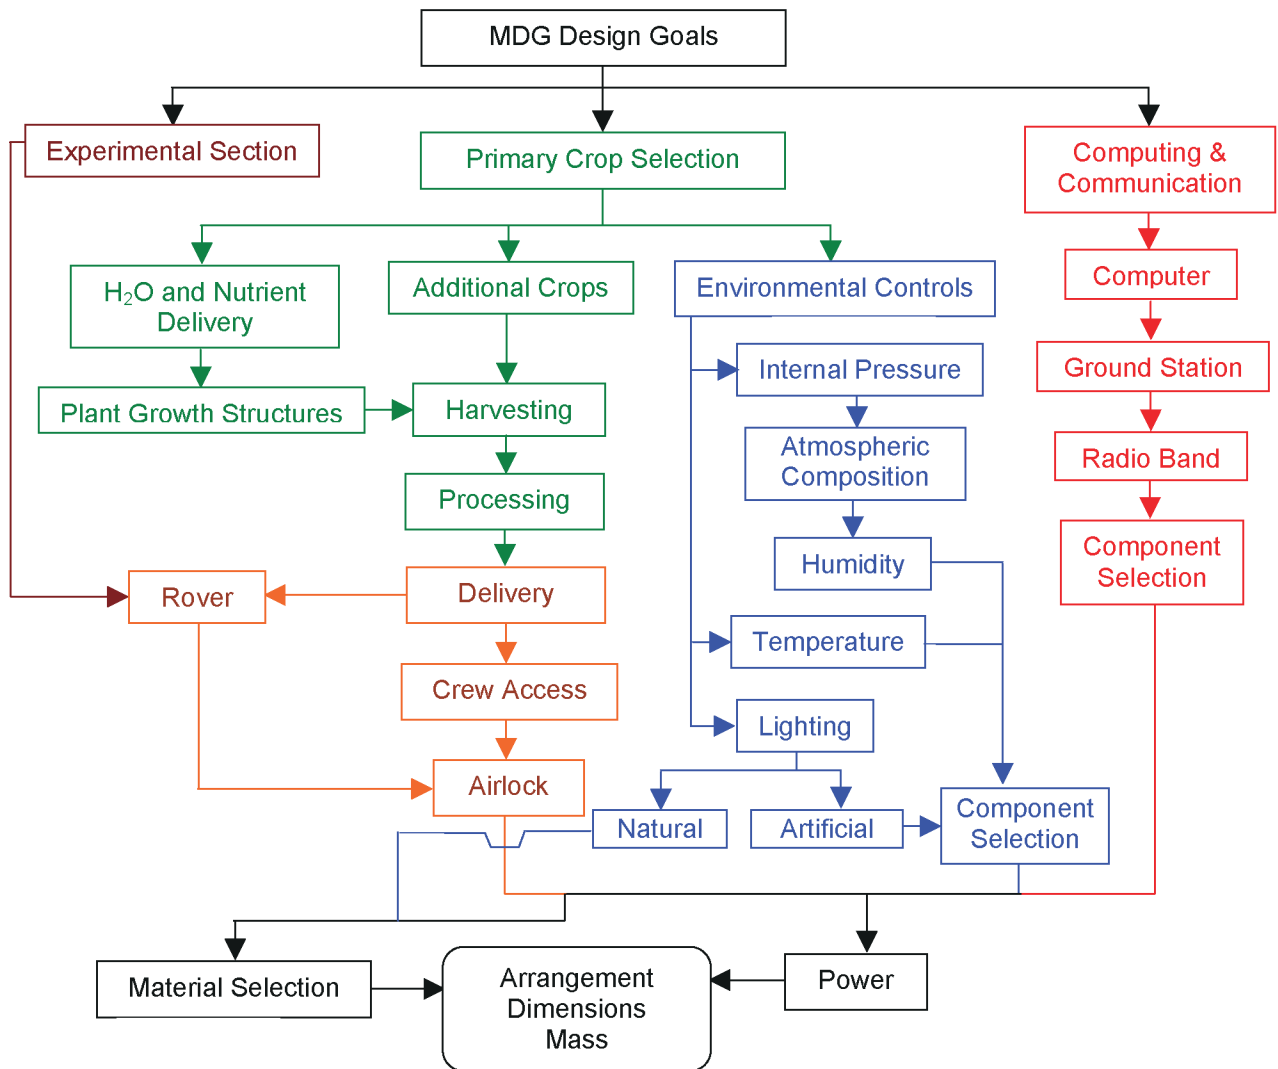 MDG Design Goals
Experimental Section
Primary Crop Selection
Computing &
Communication
H₂O and Nutrient
Delivery
Additional Crops
Environmental Controls
Computer
Internal Pressure
Ground Station
Plant Growth Structures
Harvesting
Atmospheric
Composition
Radio Band
Processing
Humidity
Component
Selection
Rover
Delivery
Temperature
Crew Access
Lighting
Airlock
Natural
Artificial
Component
Selection
Material Selection
Arrangement
Dimensions
Mass
Power